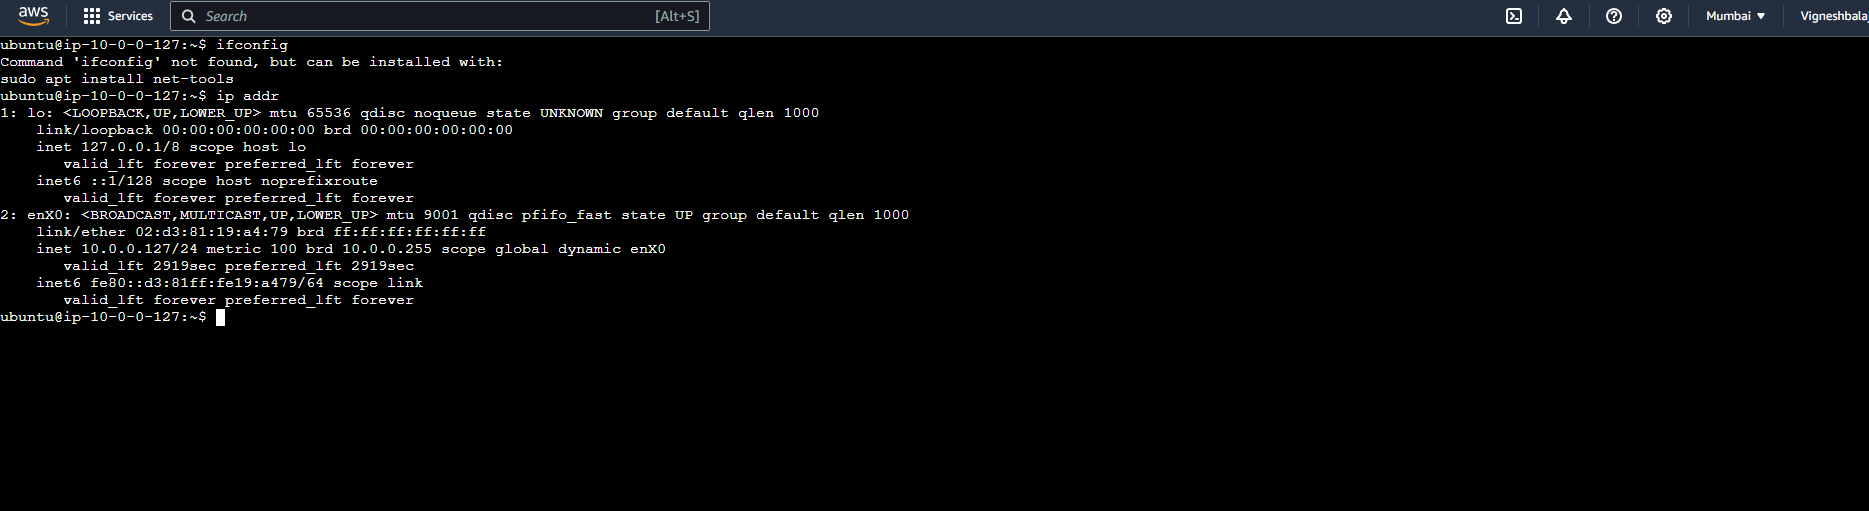 aws Services Search [Alt+S] Mumbai ▼ Vigneshbala
ubuntu@ip-10-0-0-127:~$ ifconfig
Command 'ifconfig' not found, but can be installed with:
sudo apt install net-tools
ubuntu@ip-10-0-0-127:~$ ip addr
1: lo: <LOOPBACK,UP,LOWER_UP> mtu 65536 qdisc noqueue state UNKNOWN group default qlen 1000
    link/loopback 00:00:00:00:00:00 brd 00:00:00:00:00:00
    inet 127.0.0.1/8 scope host lo
       valid_lft forever preferred_lft forever
    inet6 ::1/128 scope host noprefixroute
       valid_lft forever preferred_lft forever
2: enX0: <BROADCAST,MULTICAST,UP,LOWER_UP> mtu 9001 qdisc pfifo_fast state UP group default qlen 1000
    link/ether 02:d3:81:19:a4:79 brd ff:ff:ff:ff:ff:ff
    inet 10.0.0.127/24 metric 100 brd 10.0.0.255 scope global dynamic enX0
       valid_lft 2919sec preferred_lft 2919sec
    inet6 fe80::d3:81ff:fe19:a479/64 scope link
       valid_lft forever preferred_lft forever
ubuntu@ip-10-0-0-127:~$